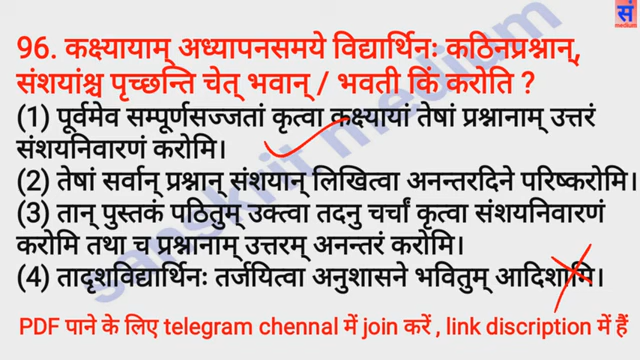 सं
medium
96. कक्ष्यायाम् अध्यापनसमये विद्यार्थिनः कठिनप्रश्नान्,
संशयांश्च पृच्छन्ति चेत् भवान् / भवती किं करोति ?
(1) पूर्वमेव सम्पूर्णसज्जतां कृत्वा कक्ष्यायां तेषां प्रश्नानाम् उत्तरं
संशयनिवारणं करोमि।
(2) तेषां सर्वान् प्रश्नान् संशयान् लिखित्वा अनन्तरदिने परिष्करोमि।
(3) तान् पुस्तकं पठितुम् उक्त्वा तदनु चर्चां कृत्वा संशयनिवारणं
करोमि तथा च प्रश्नानाम् उत्तरम् अनन्तरं करोमि।
(4) तादृशविद्यार्थिनः तर्जयित्वा अनुशासने भवितुम् आदिशामि।
PDF पाने के लिए telegram chennal में join करें , link discription में हैं
sanskrit medium